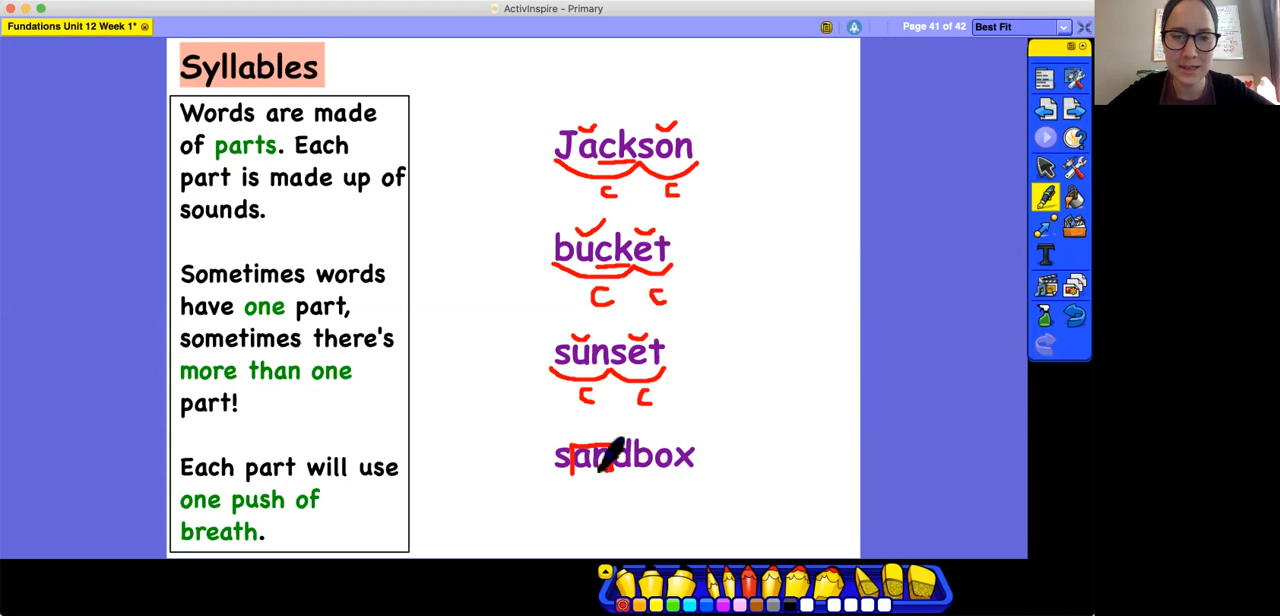 ActivInspire - Primary
Fundations Unit 12 Week 1*
Page 41 of 42
Best Fit
Syllables
Words are made
of parts. Each
part is made up of
sounds.
Sometimes words
have one part,
sometimes there's
more than one
part!
Each part will use
one push of
breath.
Jackson
c c
bucket
c c
sunset
c c
sandbox
T